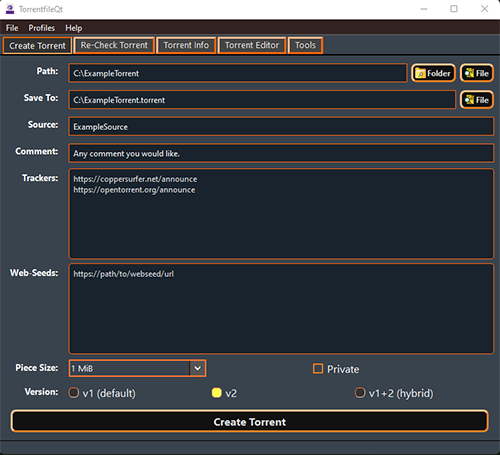 TorrentfileQt
File Profiles Help
Create Torrent Re-Check Torrent Torrent Info Torrent Editor Tools
Path: C:\ExampleTorrent Folder File
Save To: C:\ExampleTorrent.torrent File
Source: ExampleSource
Comment: Any comment you would like.
Trackers: https://coppersurfer.net/announce
https://opentorrent.org/announce
Web-Seeds: https://path/to/webseed/url
Piece Size: 1 MiB Private
Version: v1 (default) v2 v1+2 (hybrid)
Create Torrent